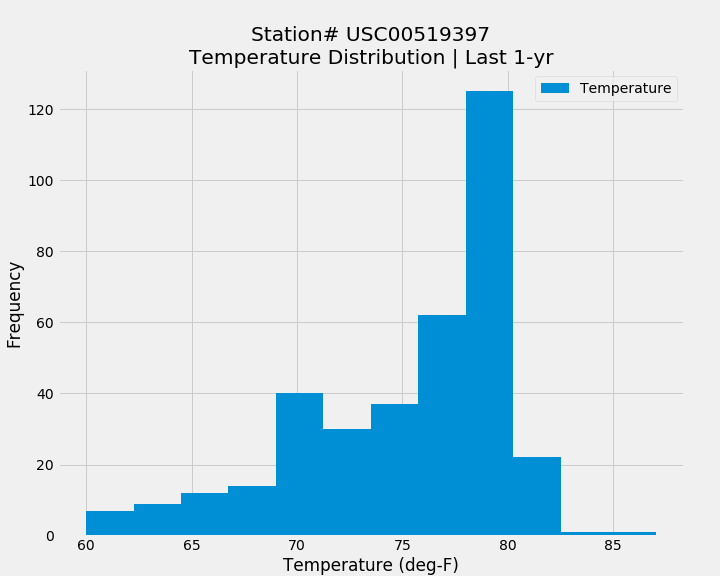 Station# USC00519397
Temperature Distribution | Last 1-yr
Temperature
120
100
80
60
40
20
0
Frequency
60 65 70 75 80 85
Temperature (deg-F)